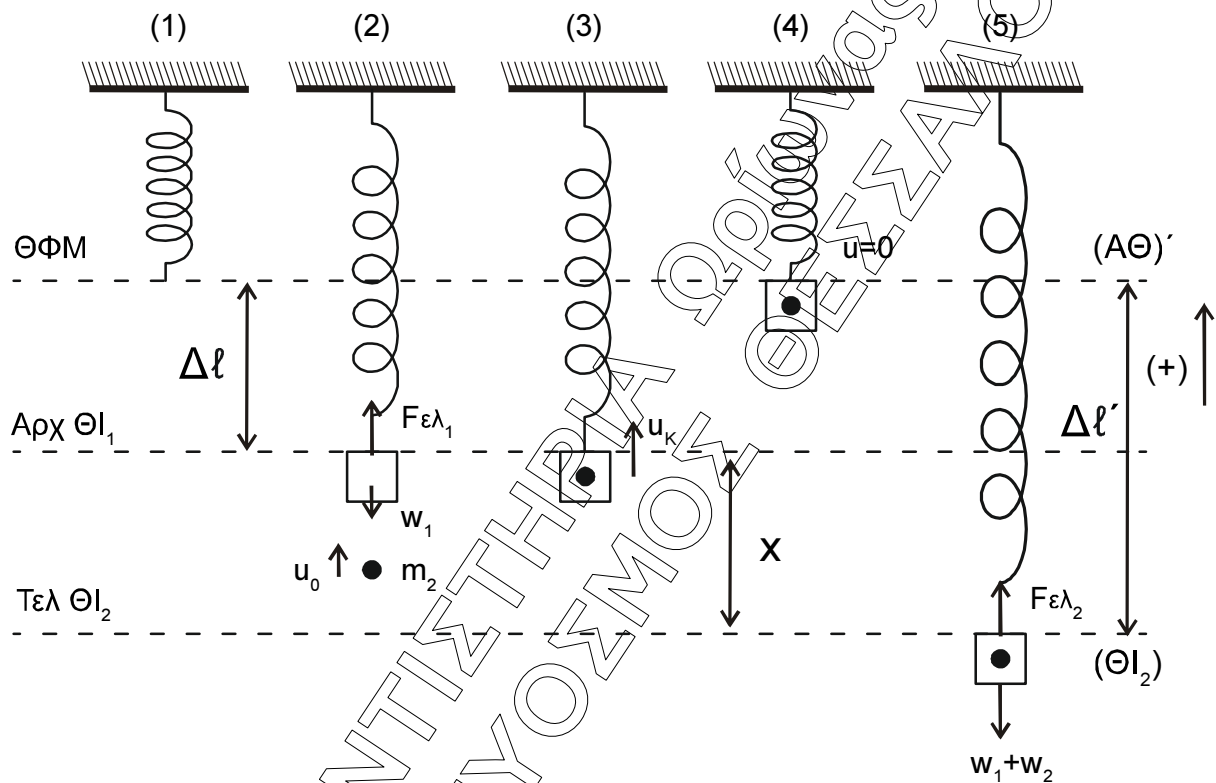 (1) (2) (3) (4) (5)
ΘΦΜ
u=0
(ΑΘ)´
Δℓ
(+)
Δℓ´
Αρχ ΘΙ₁
Fελ₁
u_K
w₁
x
u₀
m₂
Τελ ΘΙ₂
Fελ₂
(ΘΙ₂)
w₁+w₂